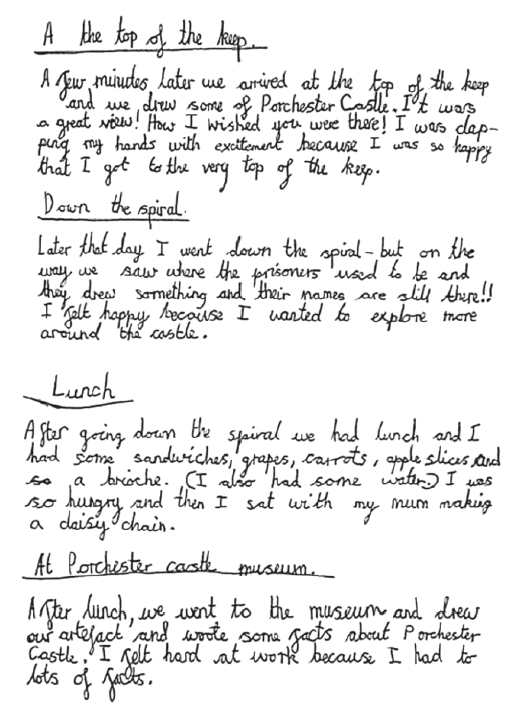 A the top of the keep.
A few minutes later we arrived at the top of the keep
and we drew some of Porchester Castle. It was
a great view! How I wished you were there! I was clap-
ping my hands with excitement because I was so happy
that I got to the very top of the keep.
Down the spiral.
Later that day I went down the spiral - but on the
way we saw where the prisoners used to be and
they drew something and their names are still there!!
I felt happy because I wanted to explore more
around the castle.
Lunch
After going down the spiral we had lunch and I
had some sandwiches, grapes, carrots, apple slices and
so a brioche. (I also had some water) I was
so hungry and then I sat with my mum making
a daisy chain.
At Porchester castle museum.
After lunch, we went to the museum and drew
our artefact and wrote some facts about Porchester
Castle. I felt hard at work because I had to
lots of facts.